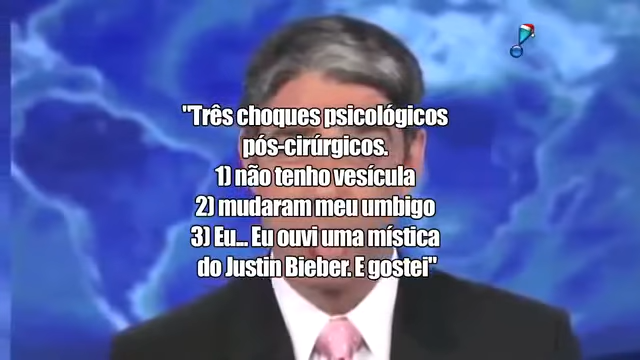 "Três choques psicológicos
pós-cirúrgicos.
1) não tenho vesícula
2) mudaram meu umbigo
3) Eu... Eu ouvi uma mística
do Justin Bieber. E gostei"